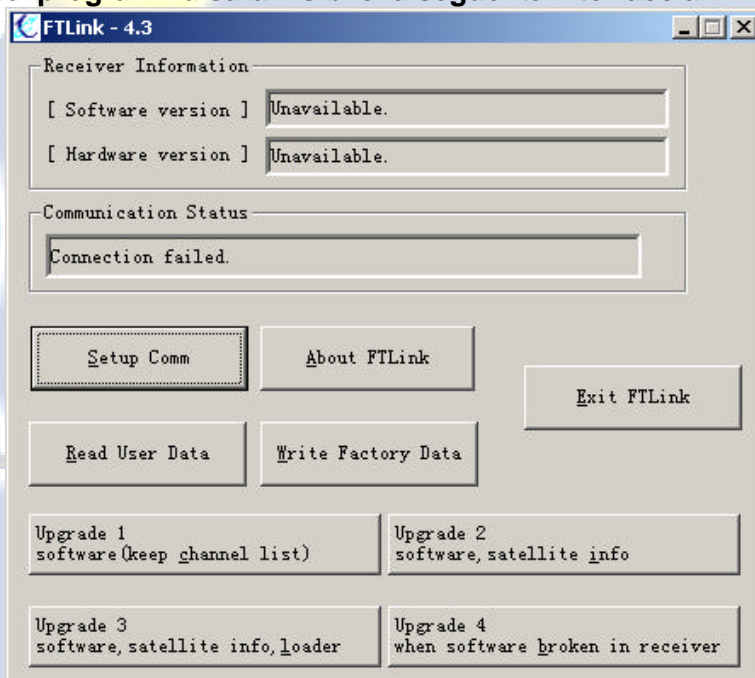 FTLink - 4.3
Receiver Information
[ Software version ] Unavailable.
[ Hardware version ] Unavailable.
Communication Status
Connection failed.
Setup Comm
About FTLink
Exit FTLink
Read User Data
Write Factory Data
Upgrade 1
software(keep channel list)
Upgrade 2
software,satellite info
Upgrade 3
software,satellite info,loader
Upgrade 4
when software broken in receiver